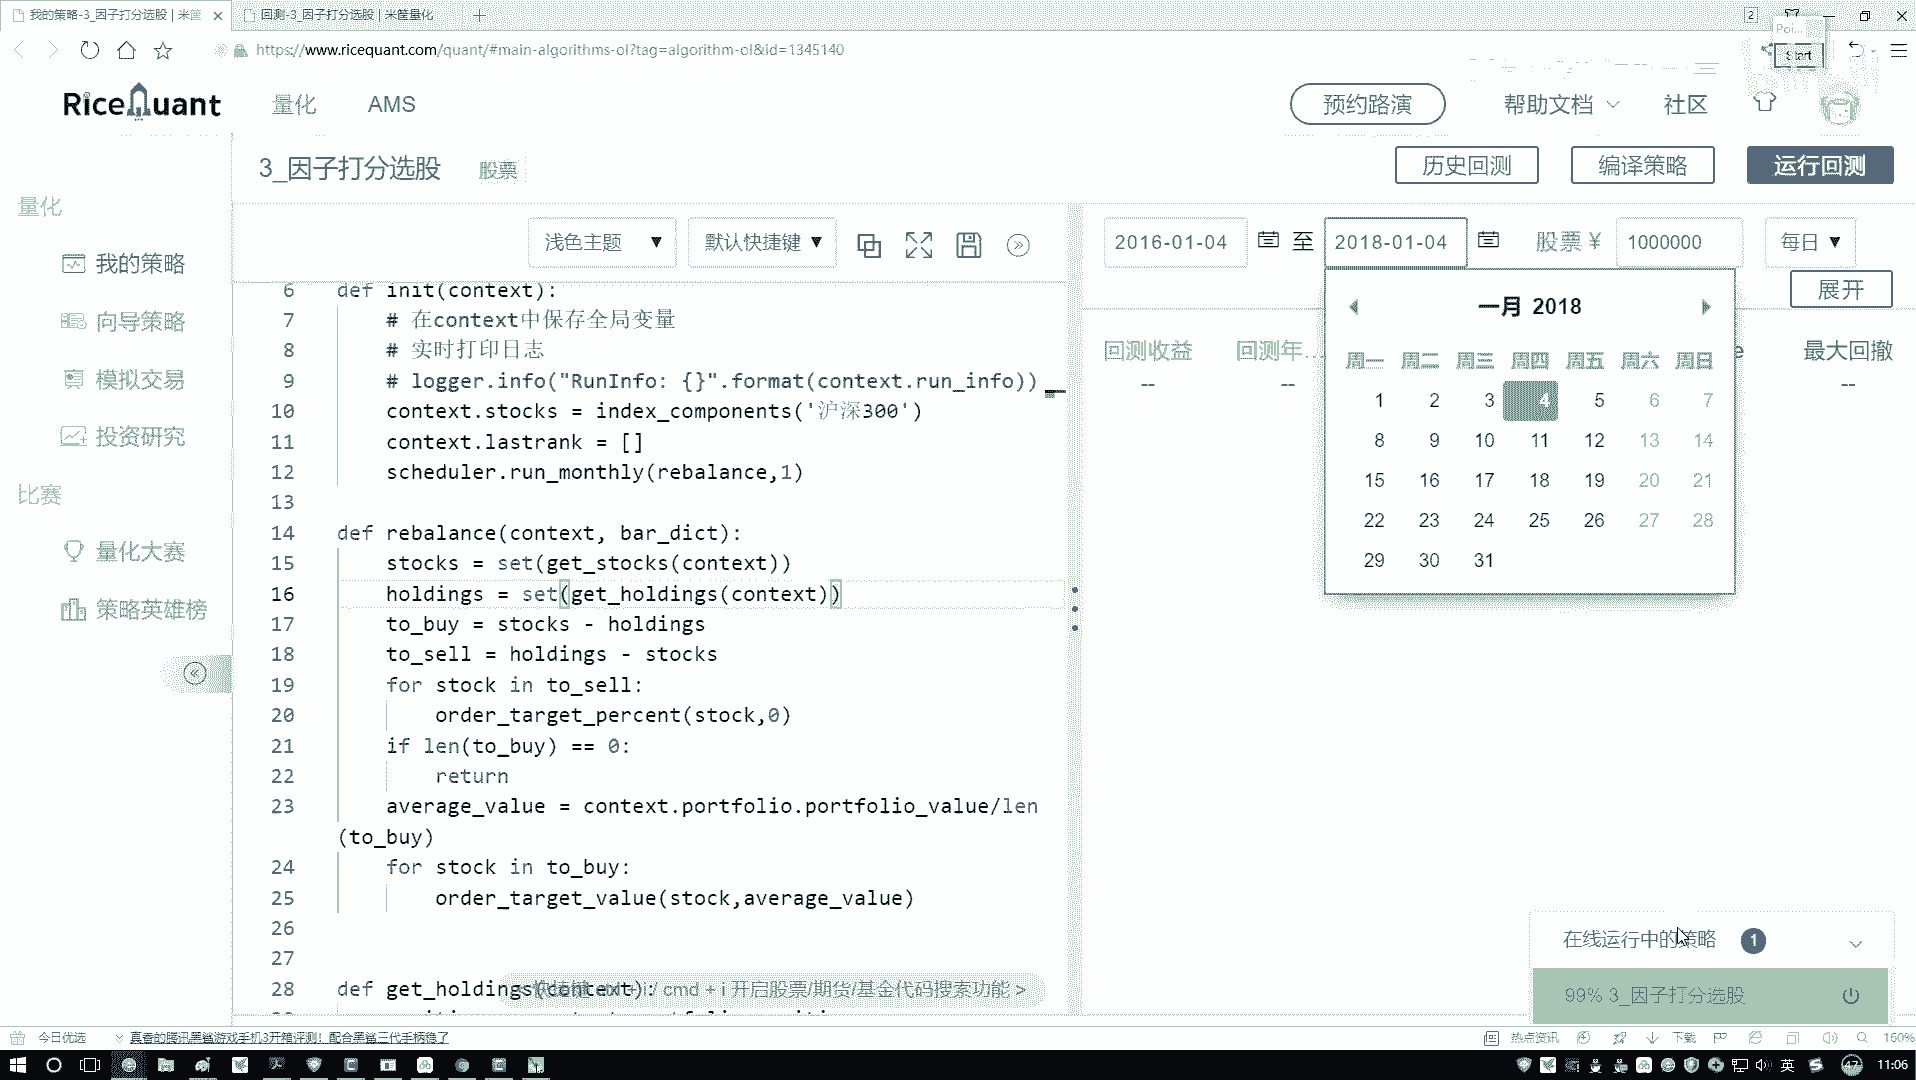 我的策略-3_因子打分选股 | 米筐
回测-3_因子打分选股 | 米筐量化
2
https://www.ricequant.com/quant/#main-algorithms-ol?tag=algorithm-ol&id=1345140
Poi...
Start
RiceQuant
量化
AMS
预约路演
帮助文档
社区
3_因子打分选股
股票
历史回测
编译策略
运行回测
量化
我的策略
向导策略
模拟交易
投资研究
比赛
量化大赛
策略英雄榜
浅色主题
默认快捷键
2016-01-04
至
2018-01-04
股票 ¥
1000000
每日
展开
回测收益
回测年...
最大回撤
--
--
--
一月 2018
周一 周二 周三 周四 周五 周六 周日
1 2 3 4 5 6 7
8 9 10 11 12 13 14
15 16 17 18 19 20 21
22 23 24 25 26 27 28
29 30 31
6 def init(context):
7 # 在context中保存全局变量
8 # 实时打印日志
9 # logger.info("RunInfo: {}".format(context.run_info))
10 context.stocks = index_components('沪深300')
11 context.lastrank = []
12 scheduler.run_monthly(rebalance,1)
13
14 def rebalance(context, bar_dict):
15 stocks = set(get_stocks(context))
16 holdings = set(get_holdings(context))
17 to_buy = stocks - holdings
18 to_sell = holdings - stocks
19 for stock in to_sell:
20 order_target_percent(stock,0)
21 if len(to_buy) == 0:
22 return
23 average_value = context.portfolio.portfolio_value/len
(to_buy)
24 for stock in to_buy:
25 order_target_value(stock,average_value)
26
27
28 def get_holdings(context):
/ cmd + i 开启股票/期货/基金代码搜索功能 >
在线运行中的策略 1
99% 3_因子打分选股
今日优选
真香的腾讯黑鲨游戏手机3开箱评测！配合黑鲨三代手柄稳了
热点资讯
下载
160%
英
47
11:06